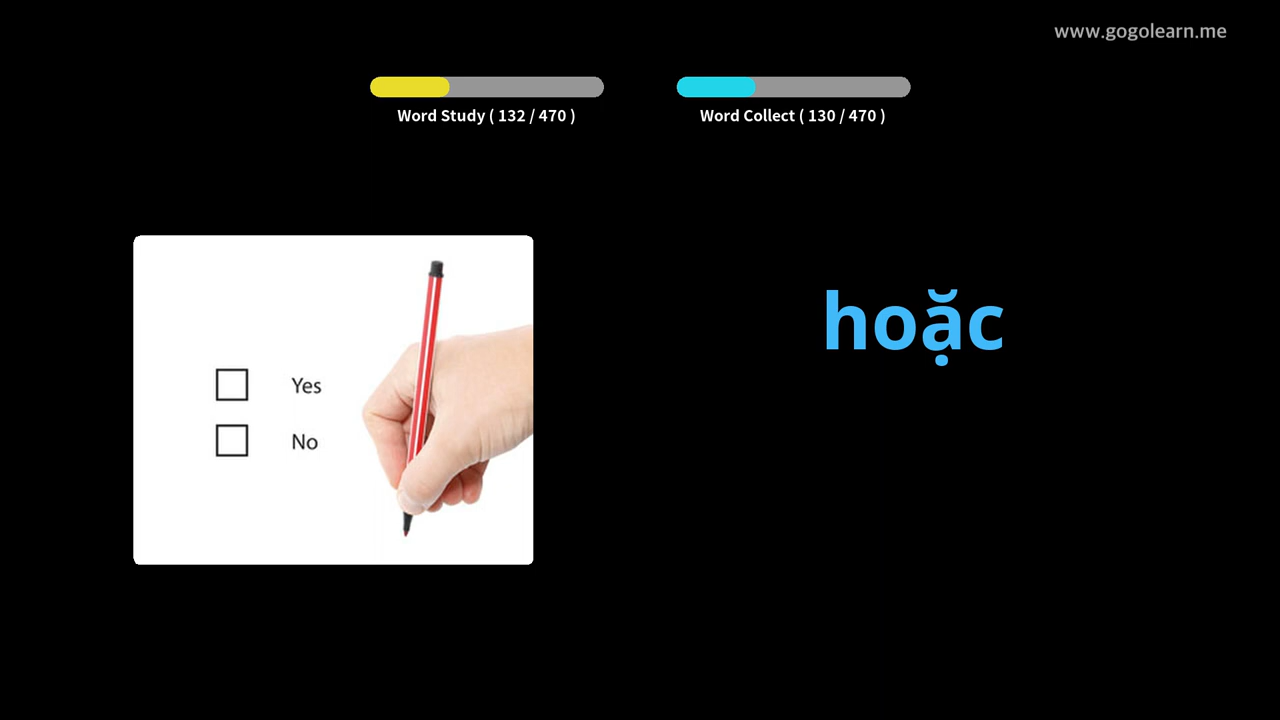 www.gogolearn.me
Word Study ( 132 / 470 )
Word Collect ( 130 / 470 )
Yes
No
hoặc